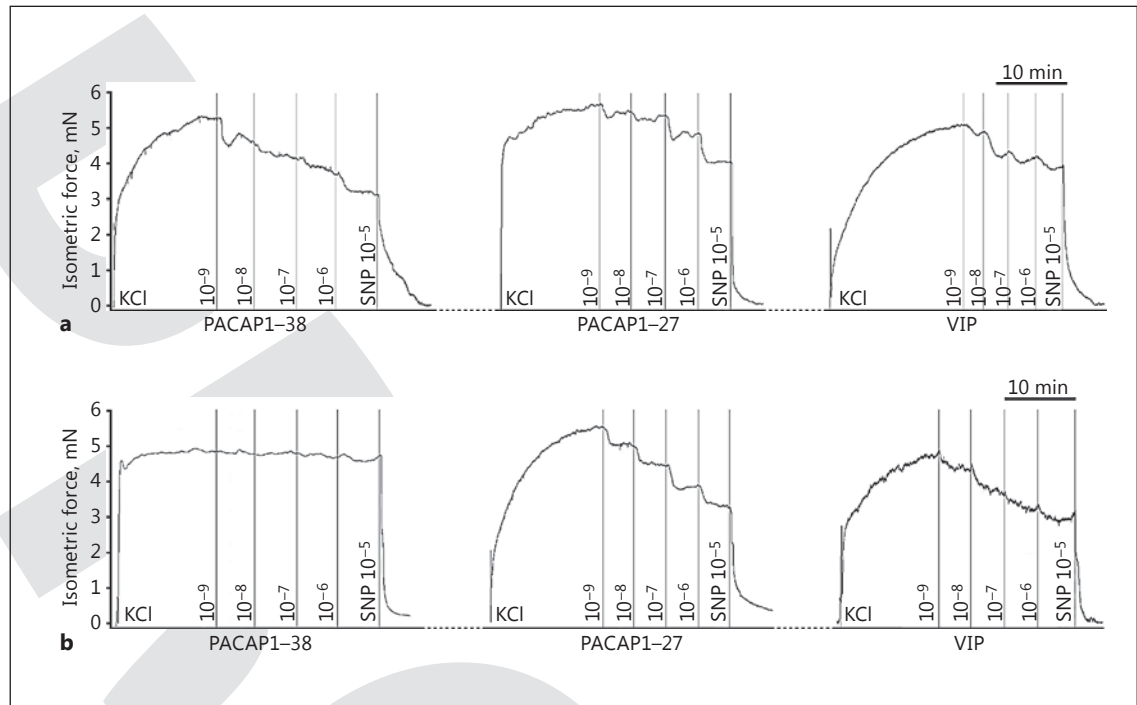 10 min
6
5
4
3
2
1
0
Isometric force, mN
KCl
10⁻⁹
10⁻⁸
10⁻⁷
10⁻⁶
SNP 10⁻⁵
KCl
10⁻⁹
10⁻⁸
10⁻⁷
10⁻⁶
SNP 10⁻⁵
KCl
10⁻⁹
10⁻⁸
10⁻⁷
10⁻⁶
SNP 10⁻⁵
a
PACAP1–38
PACAP1–27
VIP
10 min
6
5
4
3
2
1
0
Isometric force, mN
KCl
10⁻⁹
10⁻⁸
10⁻⁷
10⁻⁶
SNP 10⁻⁵
KCl
10⁻⁹
10⁻⁸
10⁻⁷
10⁻⁶
SNP 10⁻⁵
KCl
10⁻⁹
10⁻⁸
10⁻⁷
10⁻⁶
SNP 10⁻⁵
b
PACAP1–38
PACAP1–27
VIP